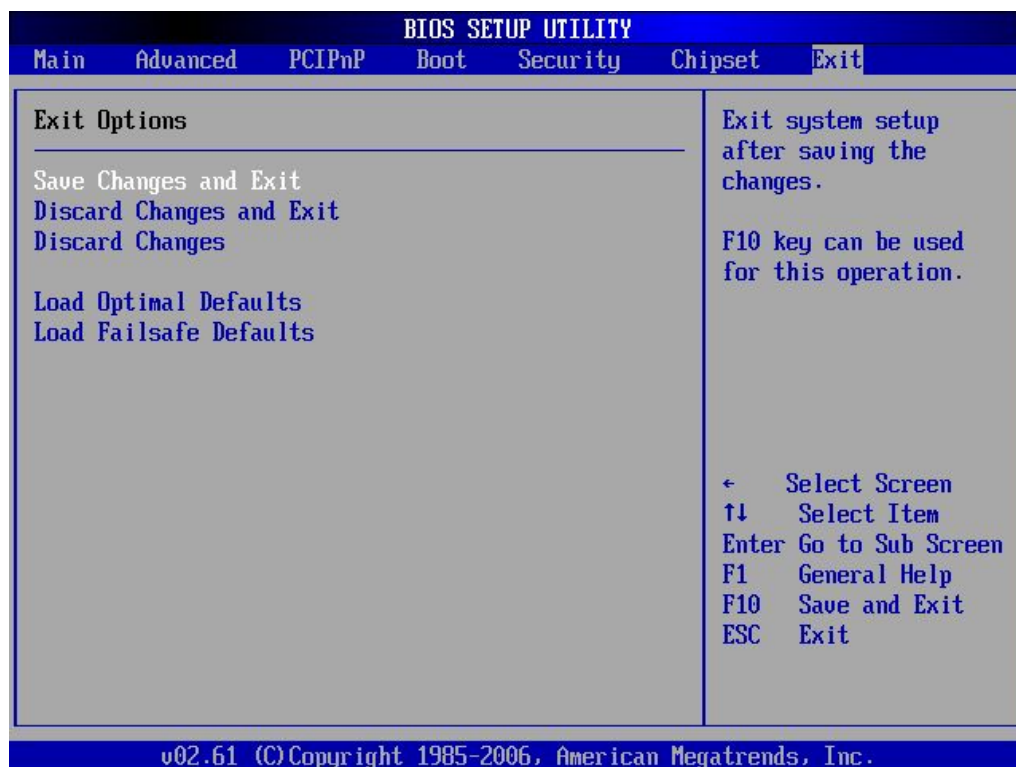 BIOS SETUP UTILITY
Main Advanced PCIPnP Boot Security Chipset Exit
Exit Options
Save Changes and Exit
Discard Changes and Exit
Discard Changes
Load Optimal Defaults
Load Failsafe Defaults
Exit system setup
after saving the
changes.
F10 key can be used
for this operation.
← Select Screen
↑↓ Select Item
Enter Go to Sub Screen
F1 General Help
F10 Save and Exit
ESC Exit
v02.61 (C)Copyright 1985-2006, American Megatrends, Inc.